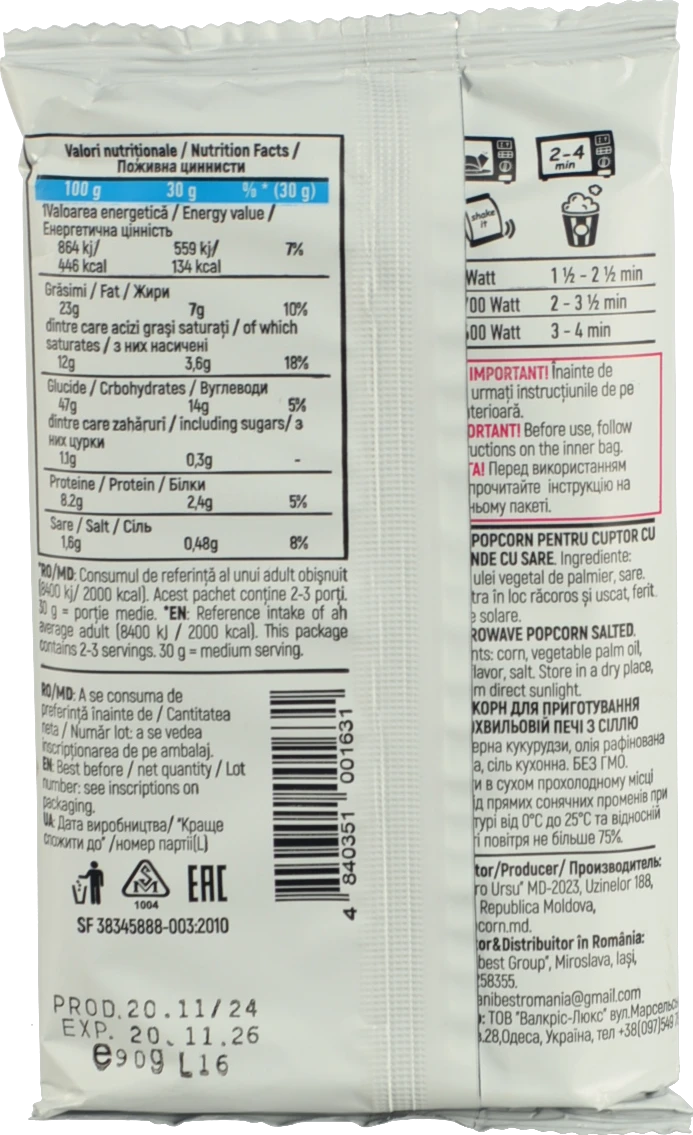 Valori nutriționale / Nutrition Facts /
Поживна цинниcти
100 g 30 g % * (30 g)
1Valoarea energetică / Energy value /
Енергетична цінність
864 kj/ 559 kj/ 7%
446 kcal 134 kcal
Grăsimi / Fat / Жири
23g 7g 10%
dintre care acizi grași saturați / of which
saturates / з них насичені
12g 3,6g 18%
Glucide / Crbohydrates / Вуглеводи
47g 14g 5%
dintre care zahăruri / including sugars/ з
них цурки
1.1g 0,3g -
Proteine / Protein / Білки
8.2g 2,4g 5%
Sare / Salt / Сіль
1,6g 0,48g 8%
*RO/MD: Consumul de referință al unui adult obișnuit
(8400 kj/ 2000 kcal). Acest pachet conține 2-3 porți.
30 g = porție medie. *EN: Reference intake of ah
average adult (8400 kJ / 2000 kcal). This package
contains 2-3 servings. 30 g = medium serving.
RO/MD: A se consuma de
preferință înainte de / Cantitatea
neta / Număr lot: a se vedea
inscripționarea de pe ambalaj.
EN: Best before / net quantity / Lot
number: see inscriptions on
packaging.
UA: Дата виробництва/ "Краще
спожити до" /номер партії(L)
1004
EAC
SF 38345888-003:2010
4 840351 001631
PROD.20.11/24
EXP. 20.11.26
e90g L16
2-4
min
shake
it
Watt 1 ½ - 2 ½ min
00 Watt 2 - 3 ½ min
00 Watt 3 - 4 min
IMPORTANT! Înainte de
urmați instrucțiunile de pe
terioară.
ORTANT! Before use, follow
uctions on the inner bag.
А! Перед використанням
прочитайте інструкцію на
ньому пакеті.
POPCORN PENTRU CUPTOR CU
NDE CU SARE. Ingrediente:
ulei vegetal de palmier, sare.
tra în loc răcoros și uscat, ferit
e solare.
ROWAVE POPCORN SALTED.
nts: corn, vegetable palm oil,
lavor, salt. Store in a dry place,
m direct sunlight.
КОРН ДЛЯ ПРИГОТУВАННЯ
ХВИЛЬОВІЙ ПЕЧІ З СІЛЛЮ
ерна кукурудзи, олія рафінована
а, сіль кухонна. БЕЗ ГМО.
и в сухом прохолодному місці
д прямих сонячних променів при
турі від 0°C до 25°C та відносній
і повітря не більше 75%.
tor/Producer/ Производитель:
ro Ursu" MD-2023, Uzinelor 188,
Republica Moldova,
corn.md.
or&Distribuitor în România:
best Group", Miroslava, Iași,
58355.
anibestromania@gmail.com
: ТОВ "Валкріс-Люкс" вул.Марсельс
.28,Одеса, Україна, тел +38(097)549